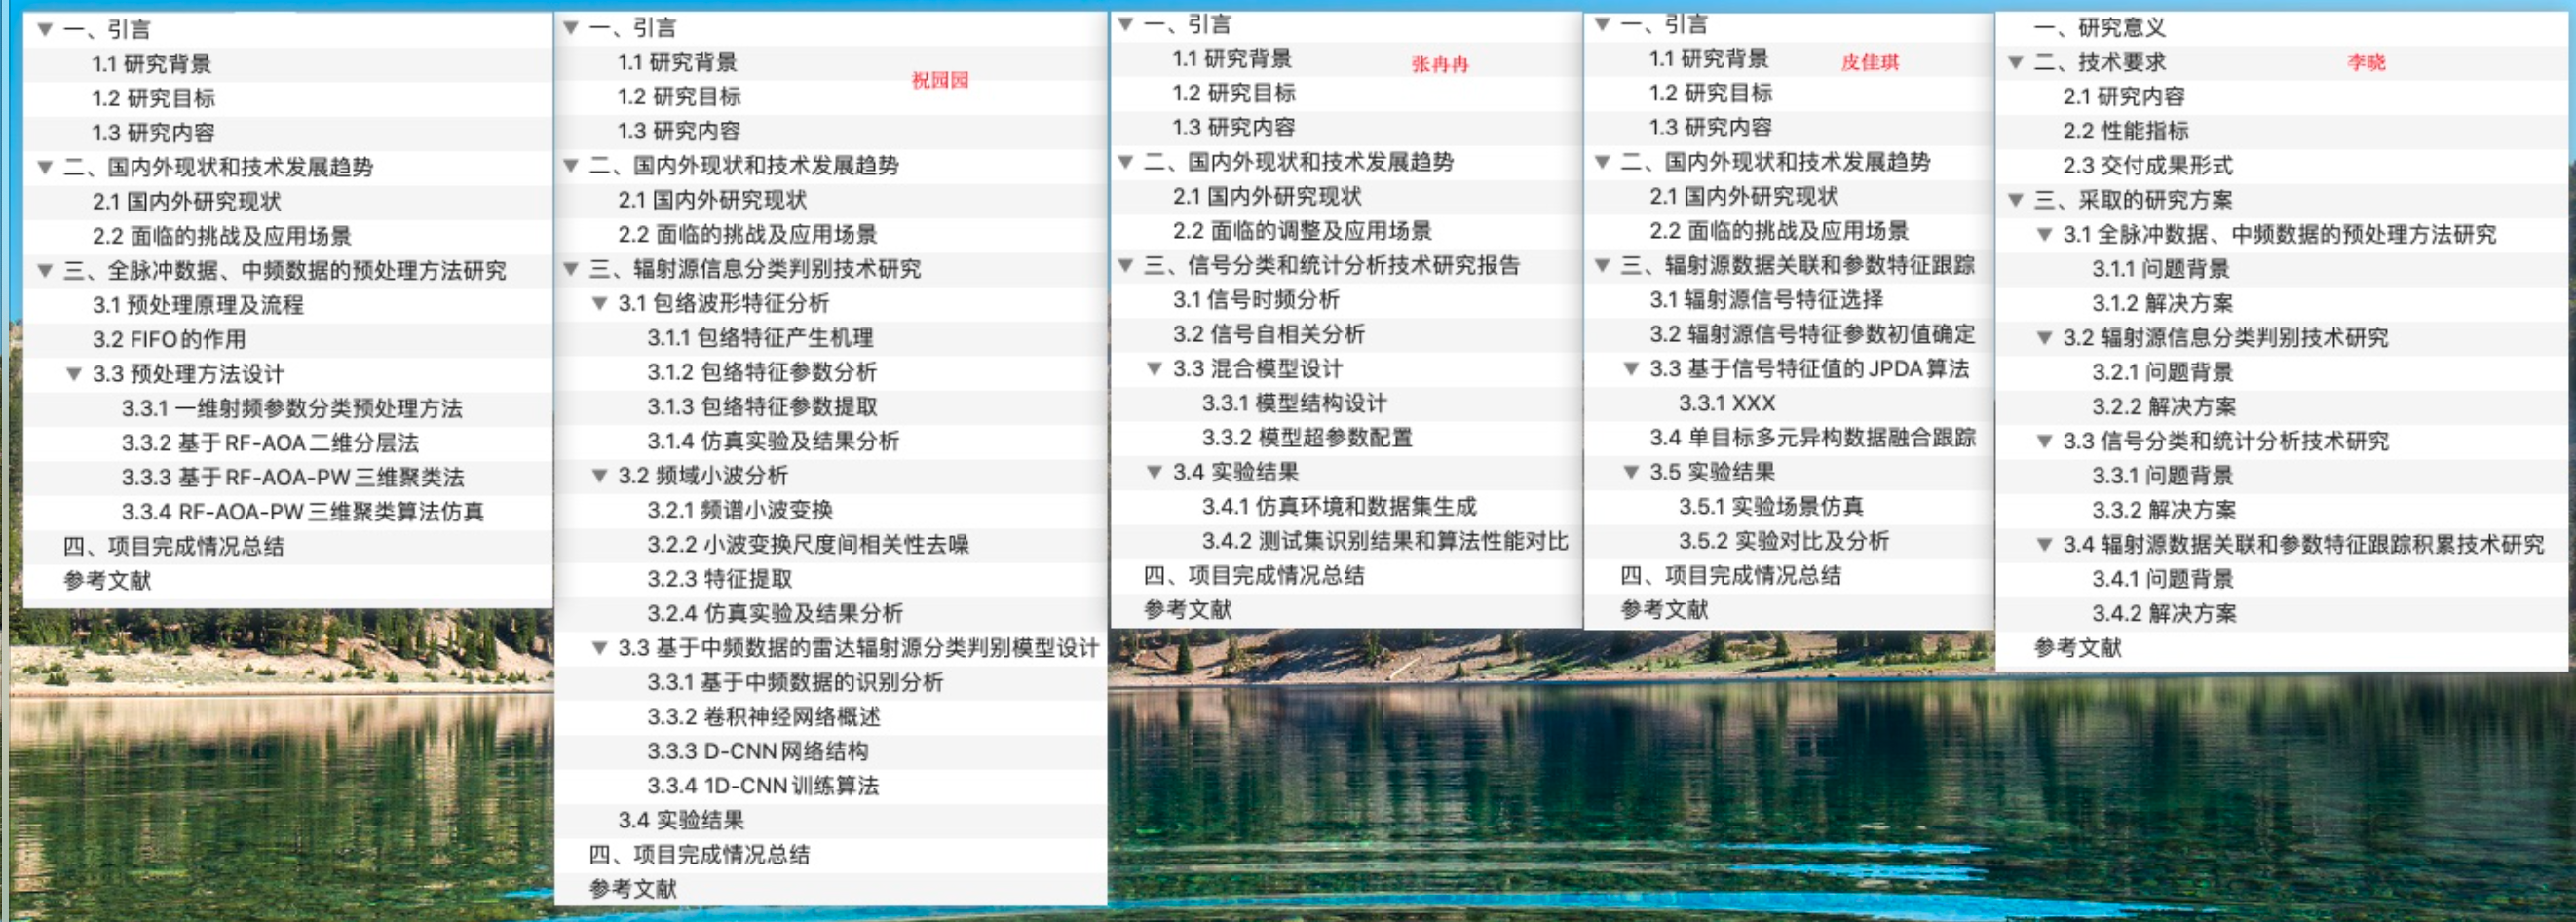 一、引言
1.1 研究背景
1.2 研究目标
1.3 研究内容
二、国内外现状和技术发展趋势
2.1 国内外研究现状
2.2 面临的挑战及应用场景
三、全脉冲数据、中频数据的预处理方法研究
3.1 预处理原理及流程
3.2 FIFO的作用
3.3 预处理方法设计
3.3.1 一维射频参数分类预处理方法
3.3.2 基于RF-AOA二维分层法
3.3.3 基于RF-AOA-PW三维聚类法
3.3.4 RF-AOA-PW三维聚类算法仿真
四、项目完成情况总结
参考文献
一、引言
1.1 研究背景
祝园园
1.2 研究目标
1.3 研究内容
二、国内外现状和技术发展趋势
2.1 国内外研究现状
2.2 面临的挑战及应用场景
三、辐射源信息分类判别技术研究
3.1 包络波形特征分析
3.1.1 包络特征产生机理
3.1.2 包络特征参数分析
3.1.3 包络特征参数提取
3.1.4 仿真实验及结果分析
3.2 频域小波分析
3.2.1 频谱小波变换
3.2.2 小波变换尺度间相关性去噪
3.2.3 特征提取
3.2.4 仿真实验及结果分析
3.3 基于中频数据的雷达辐射源分类判别模型设计
3.3.1 基于中频数据的识别分析
3.3.2 卷积神经网络概述
3.3.3 D-CNN网络结构
3.3.4 1D-CNN训练算法
3.4 实验结果
四、项目完成情况总结
参考文献
一、引言
1.1 研究背景 张冉冉
1.2 研究目标
1.3 研究内容
二、国内外现状和技术发展趋势
2.1 国内外研究现状
2.2 面临的调整及应用场景
三、信号分类和统计分析技术研究报告
3.1 信号时频分析
3.2 信号自相关分析
3.3 混合模型设计
3.3.1 模型结构设计
3.3.2 模型超参数配置
3.4 实验结果
3.4.1 仿真环境和数据集生成
3.4.2 测试集识别结果和算法性能对比
四、项目完成情况总结
参考文献
一、引言
1.1 研究背景 皮佳琪
1.2 研究目标
1.3 研究内容
二、国内外现状和技术发展趋势
2.1 国内外研究现状
2.2 面临的挑战及应用场景
三、辐射源数据关联和参数特征跟踪
3.1 辐射源信号特征选择
3.2 辐射源信号特征参数初值确定
3.3 基于信号特征值的JPDA算法
3.3.1 XXX
3.4 单目标多元异构数据融合跟踪
3.5 实验结果
3.5.1 实验场景仿真
3.5.2 实验对比及分析
四、项目完成情况总结
参考文献
一、研究意义
二、技术要求 李晓
2.1 研究内容
2.2 性能指标
2.3 交付成果形式
三、采取的研究方案
3.1 全脉冲数据、中频数据的预处理方法研究
3.1.1 问题背景
3.1.2 解决方案
3.2 辐射源信息分类判别技术研究
3.2.1 问题背景
3.2.2 解决方案
3.3 信号分类和统计分析技术研究
3.3.1 问题背景
3.3.2 解决方案
3.4 辐射源数据关联和参数特征跟踪积累技术研究
3.4.1 问题背景
3.4.2 解决方案
参考文献